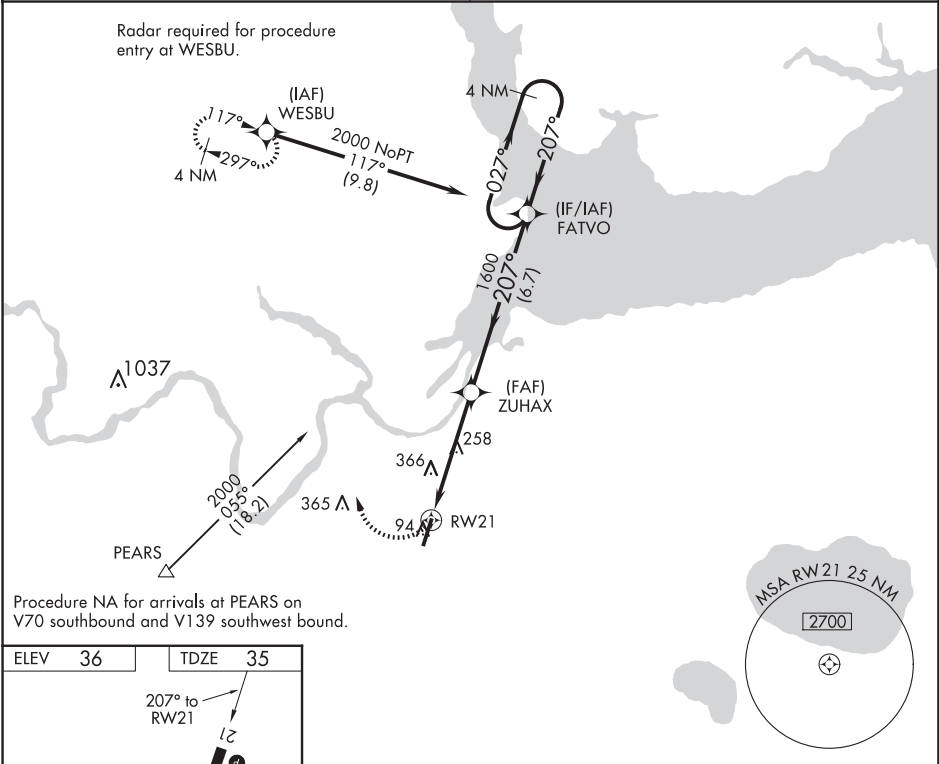 Radar required for procedure
entry at WESBU.
(IAF)
WESBU
117°
297°
4 NM
2000 NoPT
117°
(9.8)
4 NM
027°
207°
(IF/IAF)
FATVO
1600
207°
(6.7)
(FAF)
ZUHAX
1037
258
366
365
94
RW21
2000
055°
(18.2)
PEARS
Procedure NA for arrivals at PEARS on
V70 southbound and V139 southwest bound.
MSA RW21 25 NM
2700
ELEV 36
TDZE 35
207° to
RW21
21